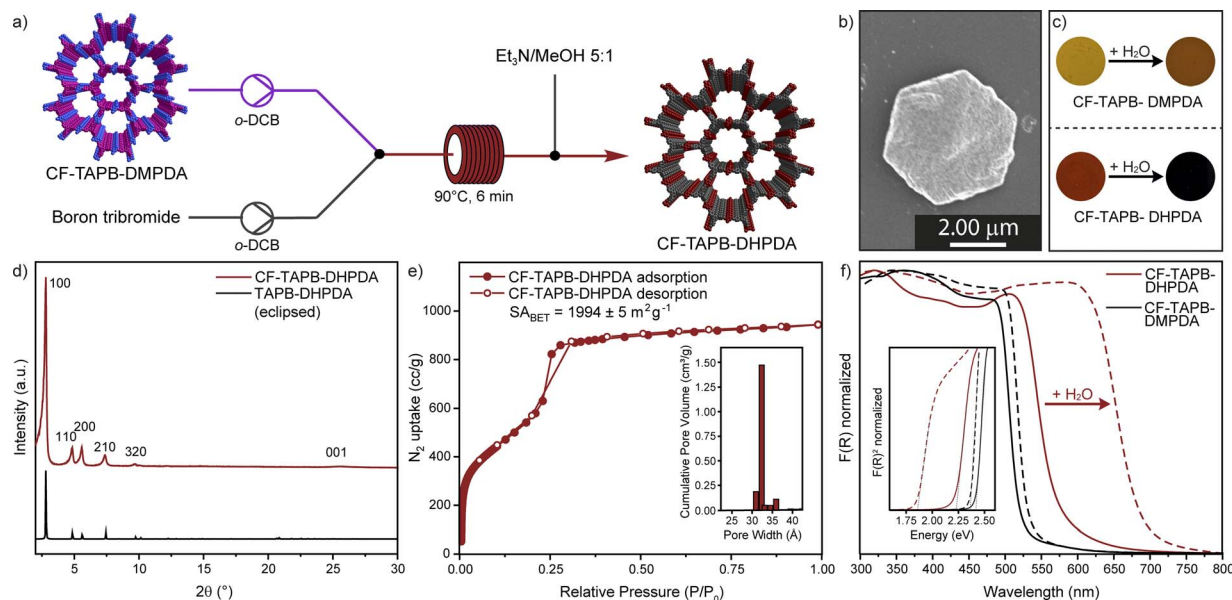 a)
CF-TAPB-DMPDA
o-DCB
Boron tribromide
o-DCB
90°C, 6 min
Et₃N/MeOH 5:1
CF-TAPB-DHPDA
b)
2.00 μm
c)
+ H₂O
CF-TAPB- DMPDA
+ H₂O
CF-TAPB- DHPDA
d)
CF-TAPB-DHPDA
TAPB-DHPDA
(eclipsed)
100
110
200
210
320
001
Intensity (a.u.)
5
10
15
20
25
30
2θ (°)
e)
CF-TAPB-DHPDA adsorption
CF-TAPB-DHPDA desorption
SA_BET = 1994 ± 5 m²g⁻¹
N₂ uptake (cc/g)
1000
800
600
400
200
0
0.00
0.25
0.50
0.75
1.00
Relative Pressure (P/P₀)
Cumulative Pore Volume (cm³/g)
1.50
1.25
1.00
0.75
0.50
0.25
0.00
25
30
35
40
Pore Width (Å)
f)
CF-TAPB-
DHPDA
CF-TAPB-
DMPDA
F(R) normalized
+ H₂O
F(R)² normalized
1.75
2.00
2.25
2.50
Energy (eV)
300
350
400
450
500
550
600
650
700
750
800
Wavelength (nm)